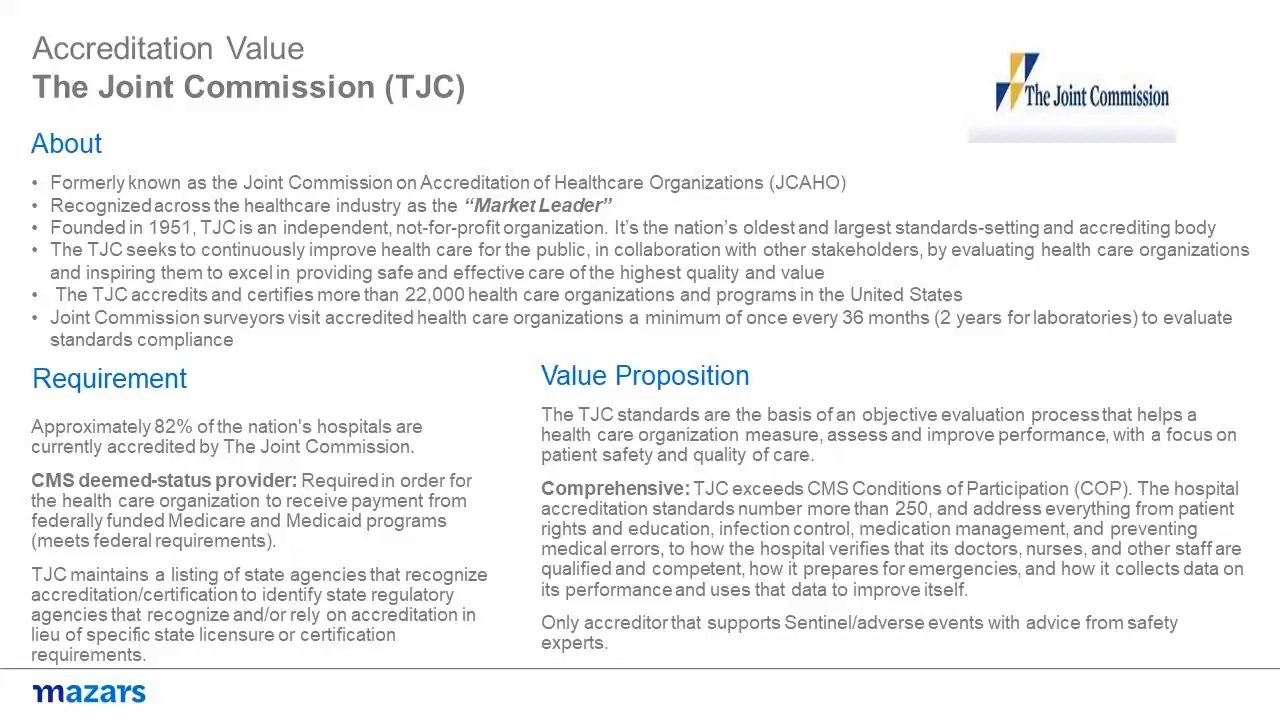 Accreditation Value
The Joint Commission (TJC)
The Joint Commission
About
• Formerly known as the Joint Commission on Accreditation of Healthcare Organizations (JCAHO)
• Recognized across the healthcare industry as the “Market Leader”
• Founded in 1951, TJC is an independent, not-for-profit organization. It’s the nation’s oldest and largest standards-setting and accrediting body
• The TJC seeks to continuously improve health care for the public, in collaboration with other stakeholders, by evaluating health care organizations
and inspiring them to excel in providing safe and effective care of the highest quality and value
• The TJC accredits and certifies more than 22,000 health care organizations and programs in the United States
• Joint Commission surveyors visit accredited health care organizations a minimum of once every 36 months (2 years for laboratories) to evaluate
standards compliance
Requirement
Approximately 82% of the nation's hospitals are
currently accredited by The Joint Commission.
CMS deemed-status provider: Required in order for
the health care organization to receive payment from
federally funded Medicare and Medicaid programs
(meets federal requirements).
TJC maintains a listing of state agencies that recognize
accreditation/certification to identify state regulatory
agencies that recognize and/or rely on accreditation in
lieu of specific state licensure or certification
requirements.
Value Proposition
The TJC standards are the basis of an objective evaluation process that helps a
health care organization measure, assess and improve performance, with a focus on
patient safety and quality of care.
Comprehensive: TJC exceeds CMS Conditions of Participation (COP). The hospital
accreditation standards number more than 250, and address everything from patient
rights and education, infection control, medication management, and preventing
medical errors, to how the hospital verifies that its doctors, nurses, and other staff are
qualified and competent, how it prepares for emergencies, and how it collects data on
its performance and uses that data to improve itself.
Only accreditor that supports Sentinel/adverse events with advice from safety
experts.
mazars